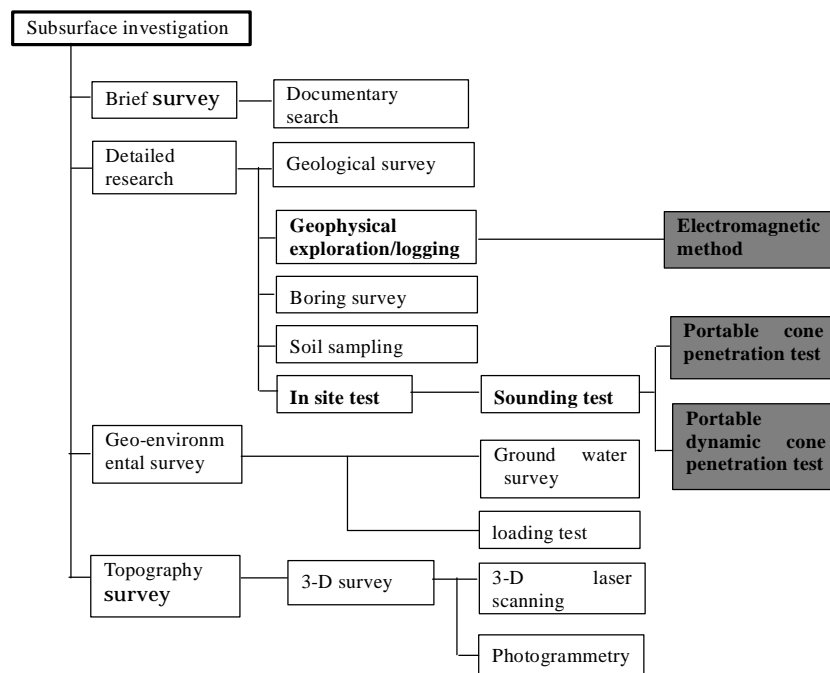 Subsurface investigation
Brief survey
Documentary
search
Detailed
research
Geological survey
Geophysical
exploration/logging
Electromagnetic
method
Boring survey
Soil sampling
Portable cone
penetration test
In site test
Sounding test
Portable
dynamic cone
penetration test
Geo-environm
ental survey
Ground water
survey
loading test
Topography
survey
3-D survey
3-D laser
scanning
Photogrammetry